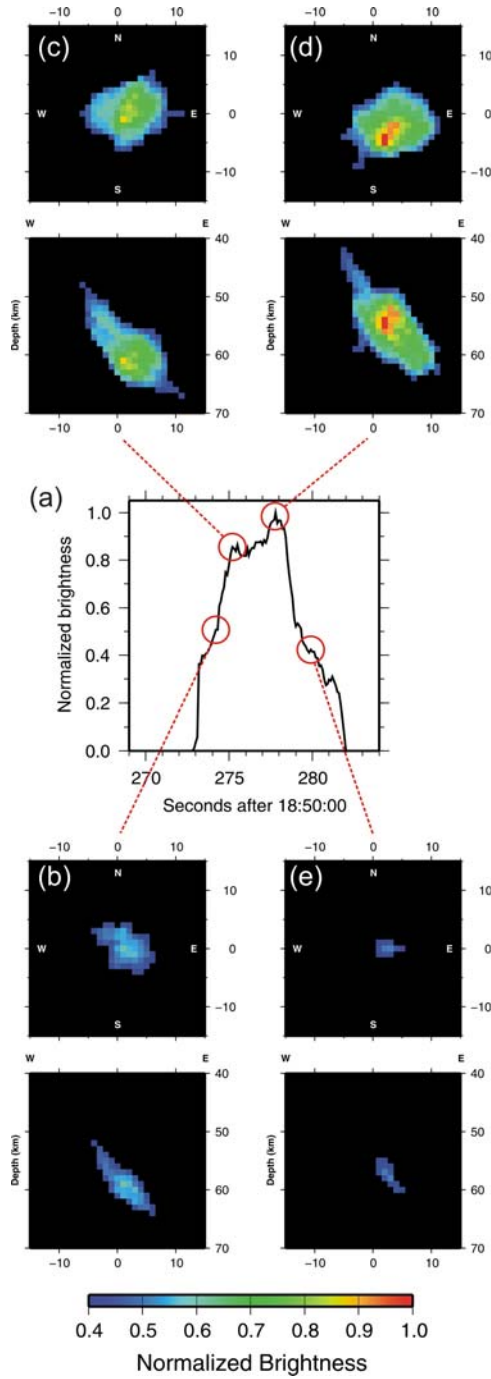 −10 0 10
−10 0 10
(c)
N
W
E
S
10
0
−10
(d)
N
W
E
S
10
0
−10
W
E
Depth (km)
40
50
60
70
−10 0 10
W
E
Depth (km)
40
50
60
70
−10 0 10
(a)
Normalized brightness
1.0
0.8
0.6
0.4
0.2
0.0
270 275 280
Seconds after 18:50:00
−10 0 10
−10 0 10
(b)
N
W
E
S
10
0
−10
(e)
N
W
E
S
10
0
−10
W
E
Depth (km)
40
50
60
70
−10 0 10
W
E
Depth (km)
40
50
60
70
−10 0 10
0.4 0.5 0.6 0.7 0.8 0.9 1.0
Normalized Brightness